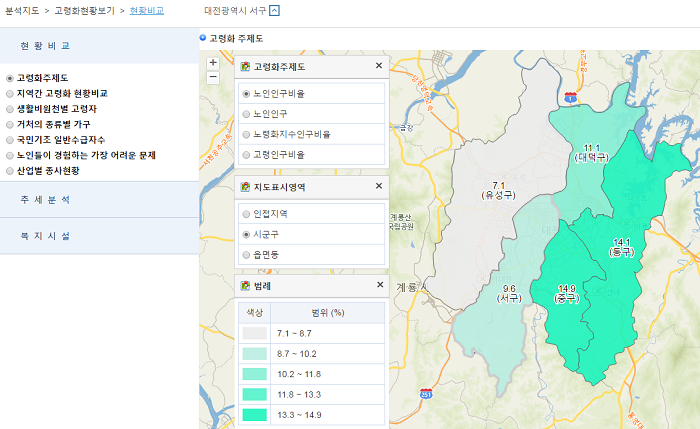 분석지도 > 고령화현황보기 > 현황비교
대전광역시 서구
현황비교
고령화주제도
지역간 고령화 현황비교
생활비원천별 고령자
거처의 종류별 가구
국민기초 일반수급자수
노인들이 경험하는 가장 어려운 문제
산업별 종사현황
주제분석
복지시설
고령화 주제도
+
−
고령화주제도 ×
노인인구비율
노인인구
노령화지수인구비율
고령인구비율
지도표시영역 ×
인접지역
시군구
읍면동
범례 ×
색상 범위 (%)
7.1 ~ 8.7
8.7 ~ 10.2
10.2 ~ 11.8
11.8 ~ 13.3
13.3 ~ 14.9
7.1
(유성구)
11.1
(대덕구)
14.1
(동구)
9.6
(서구)
14.9
(중구)
금강
계룡산
국립공원
계룡시
1
251